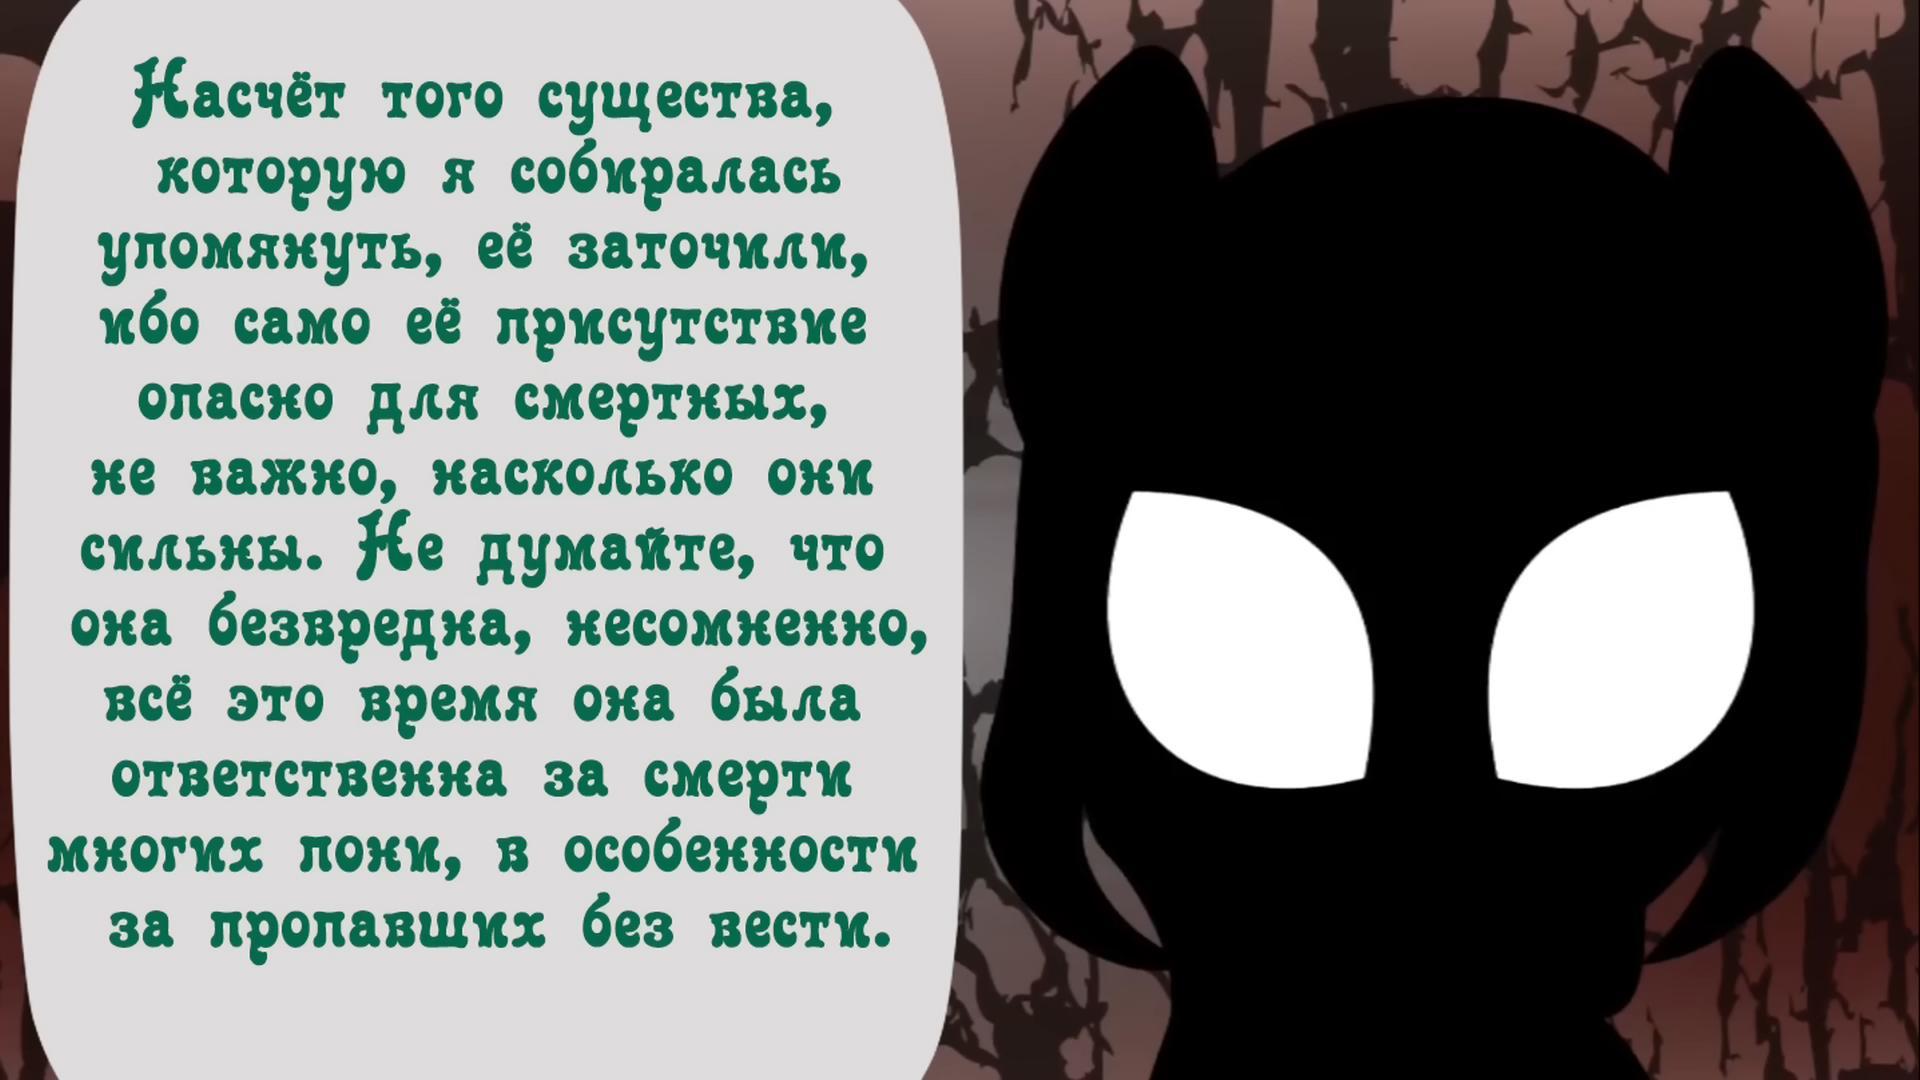 Насчёт того существа,
которую я собиралась
упомянуть, её заточили,
ибо само её присутствие
опасно для смертных,
не важно, насколько они
сильны. Не думайте, что
она безвредна, несомненно,
всё это время она была
ответственна за смерти
многих пони, в особенности
за пропавших без вести.